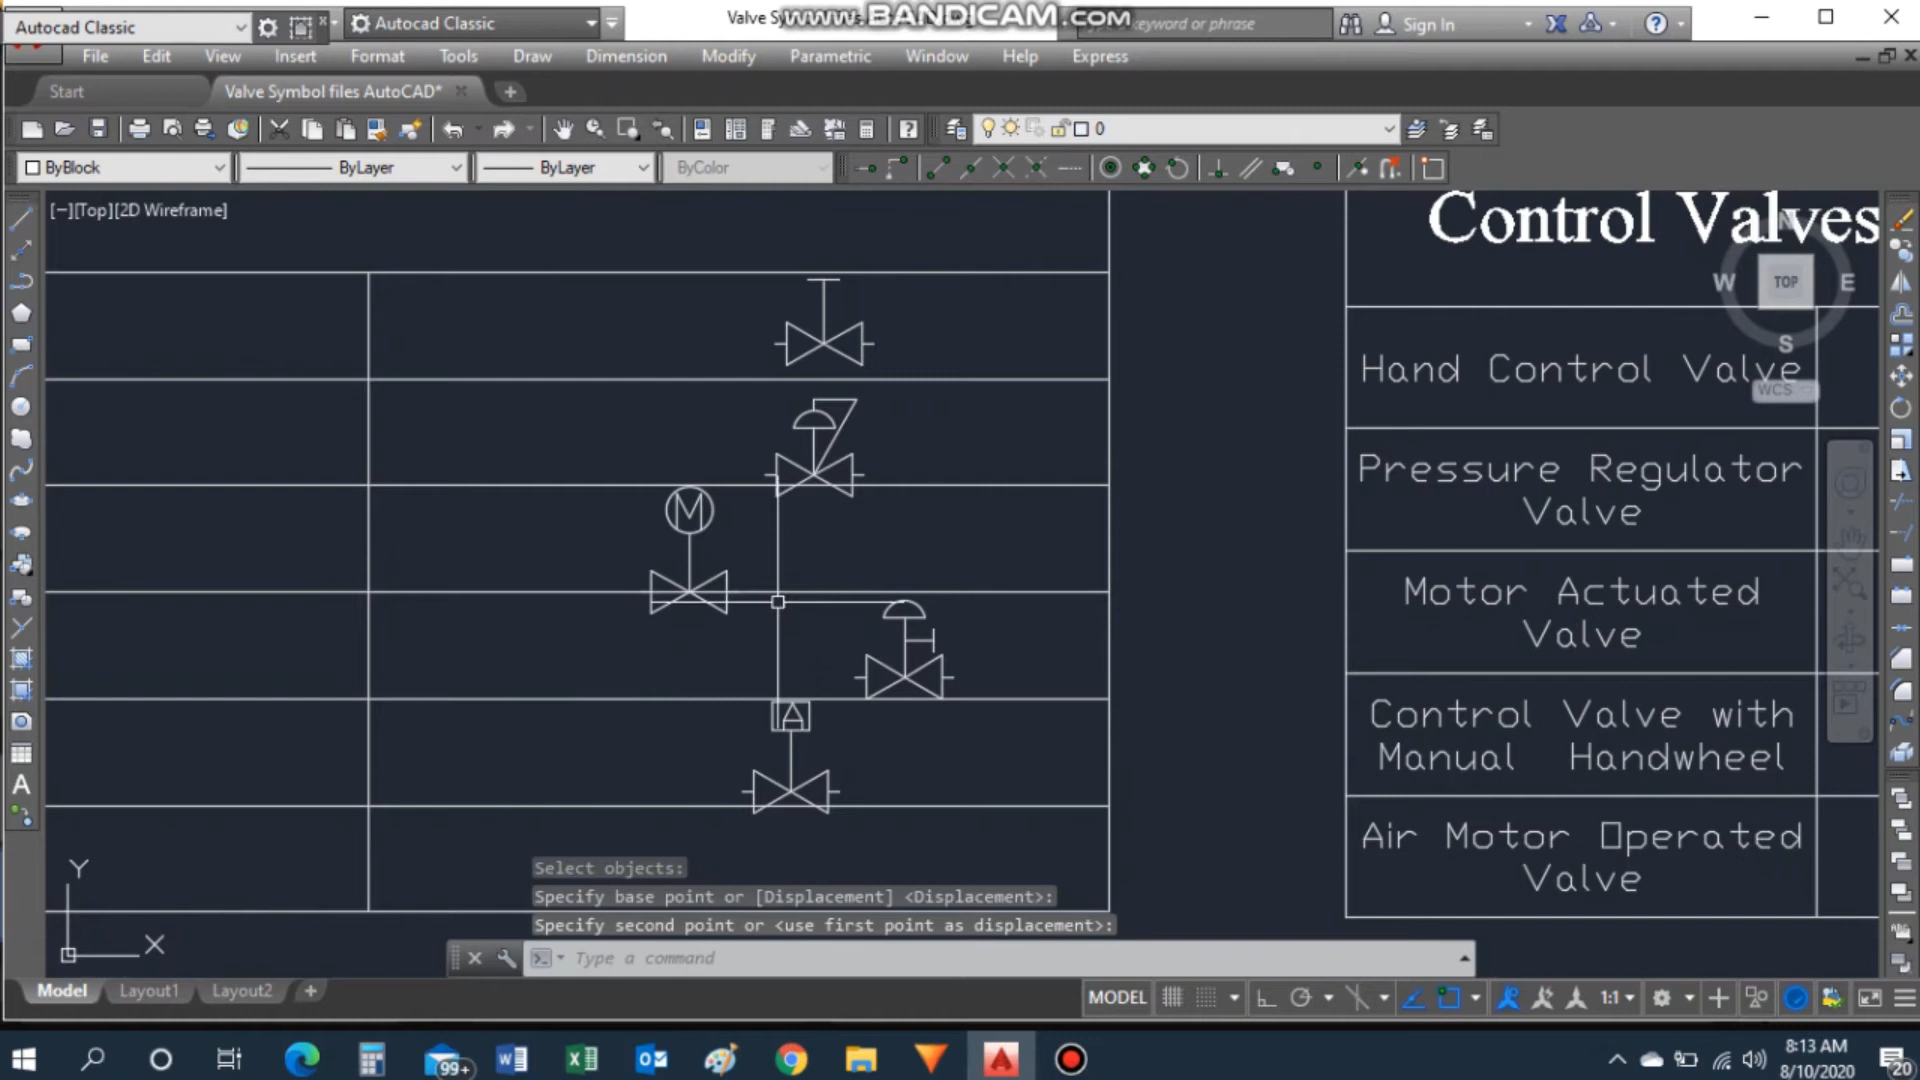 Autocad Classic
Autocad Classic
Valve Sy
www.BANDICAM.com
keyword or phrase
Sign In
File Edit View Insert Format Tools Draw Dimension Modify Parametric Window Help Express
Start
Valve Symbol files AutoCAD*
0
ByBlock
ByLayer
ByLayer
ByColor
[−][Top][2D Wireframe]
Control Valves
N
W TOP E
S
WCS
Hand Control Valve
Pressure Regulator
Valve
M
Motor Actuated
Valve
Control Valve with
Manual Handwheel
A
Air Motor Operated
Valve
Y
X
Select objects:
Specify base point or [Displacement] <Displacement>:
Specify second point or <use first point as displacement>:
Type a command
Model Layout1 Layout2
MODEL
1:1
99+
8:13 AM
8/10/2020
20